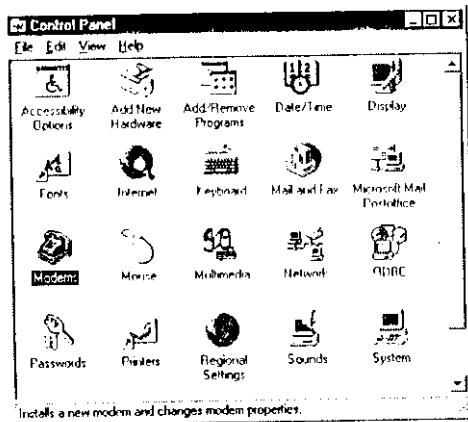 Control Panel
File Edit View Help
Accessibility Options
Add New Hardware
Add/Remove Programs
Date/Time
Display
Fonts
Internet
Keyboard
Mail and Fax
Microsoft Mail Postoffice
Modems
Mouse
Multimedia
Network
ODBC
Passwords
Printers
Regional Settings
Sounds
System
Installs a new modem and changes modem properties.